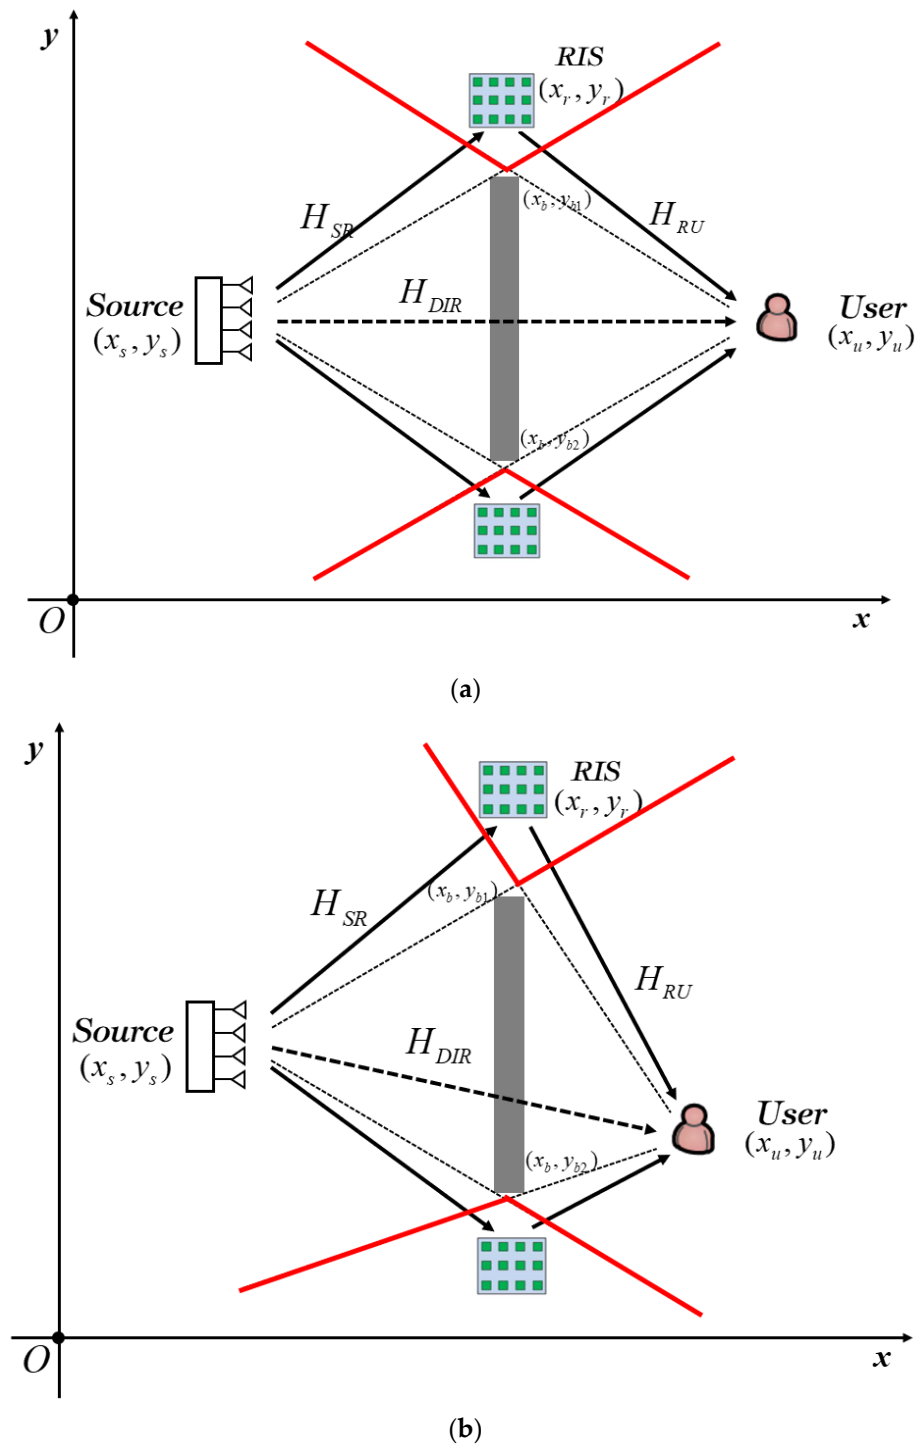 y
RIS
(x_r, y_r)
(x_b, y_b1)
H_SR
H_RU
H_DIR
Source
(x_s, y_s)
User
(x_u, y_u)
(x_b, y_b2)
O
x
(a)
y
RIS
(x_r, y_r)
(x_b, y_b1)
H_SR
H_RU
Source
(x_s, y_s)
H_DIR
User
(x_u, y_u)
(x_b, y_b2)
O
x
(b)